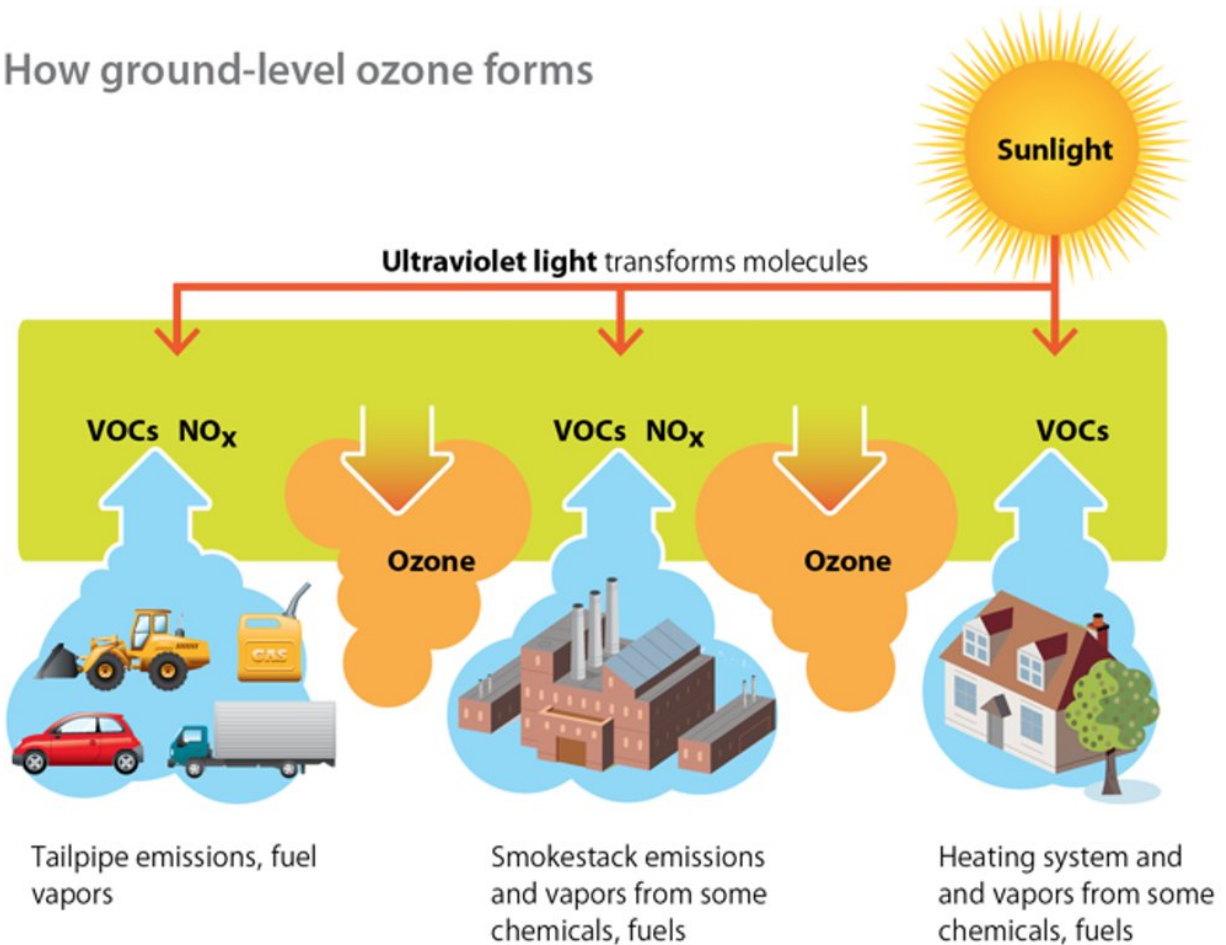 How ground-level ozone forms
Sunlight
Ultraviolet light transforms molecules
VOCs NOx
VOCs NOx
VOCs
Ozone
Ozone
GAS
Tailpipe emissions, fuel
vapors
Smokestack emissions
and vapors from some
chemicals, fuels
Heating system and
and vapors from some
chemicals, fuels